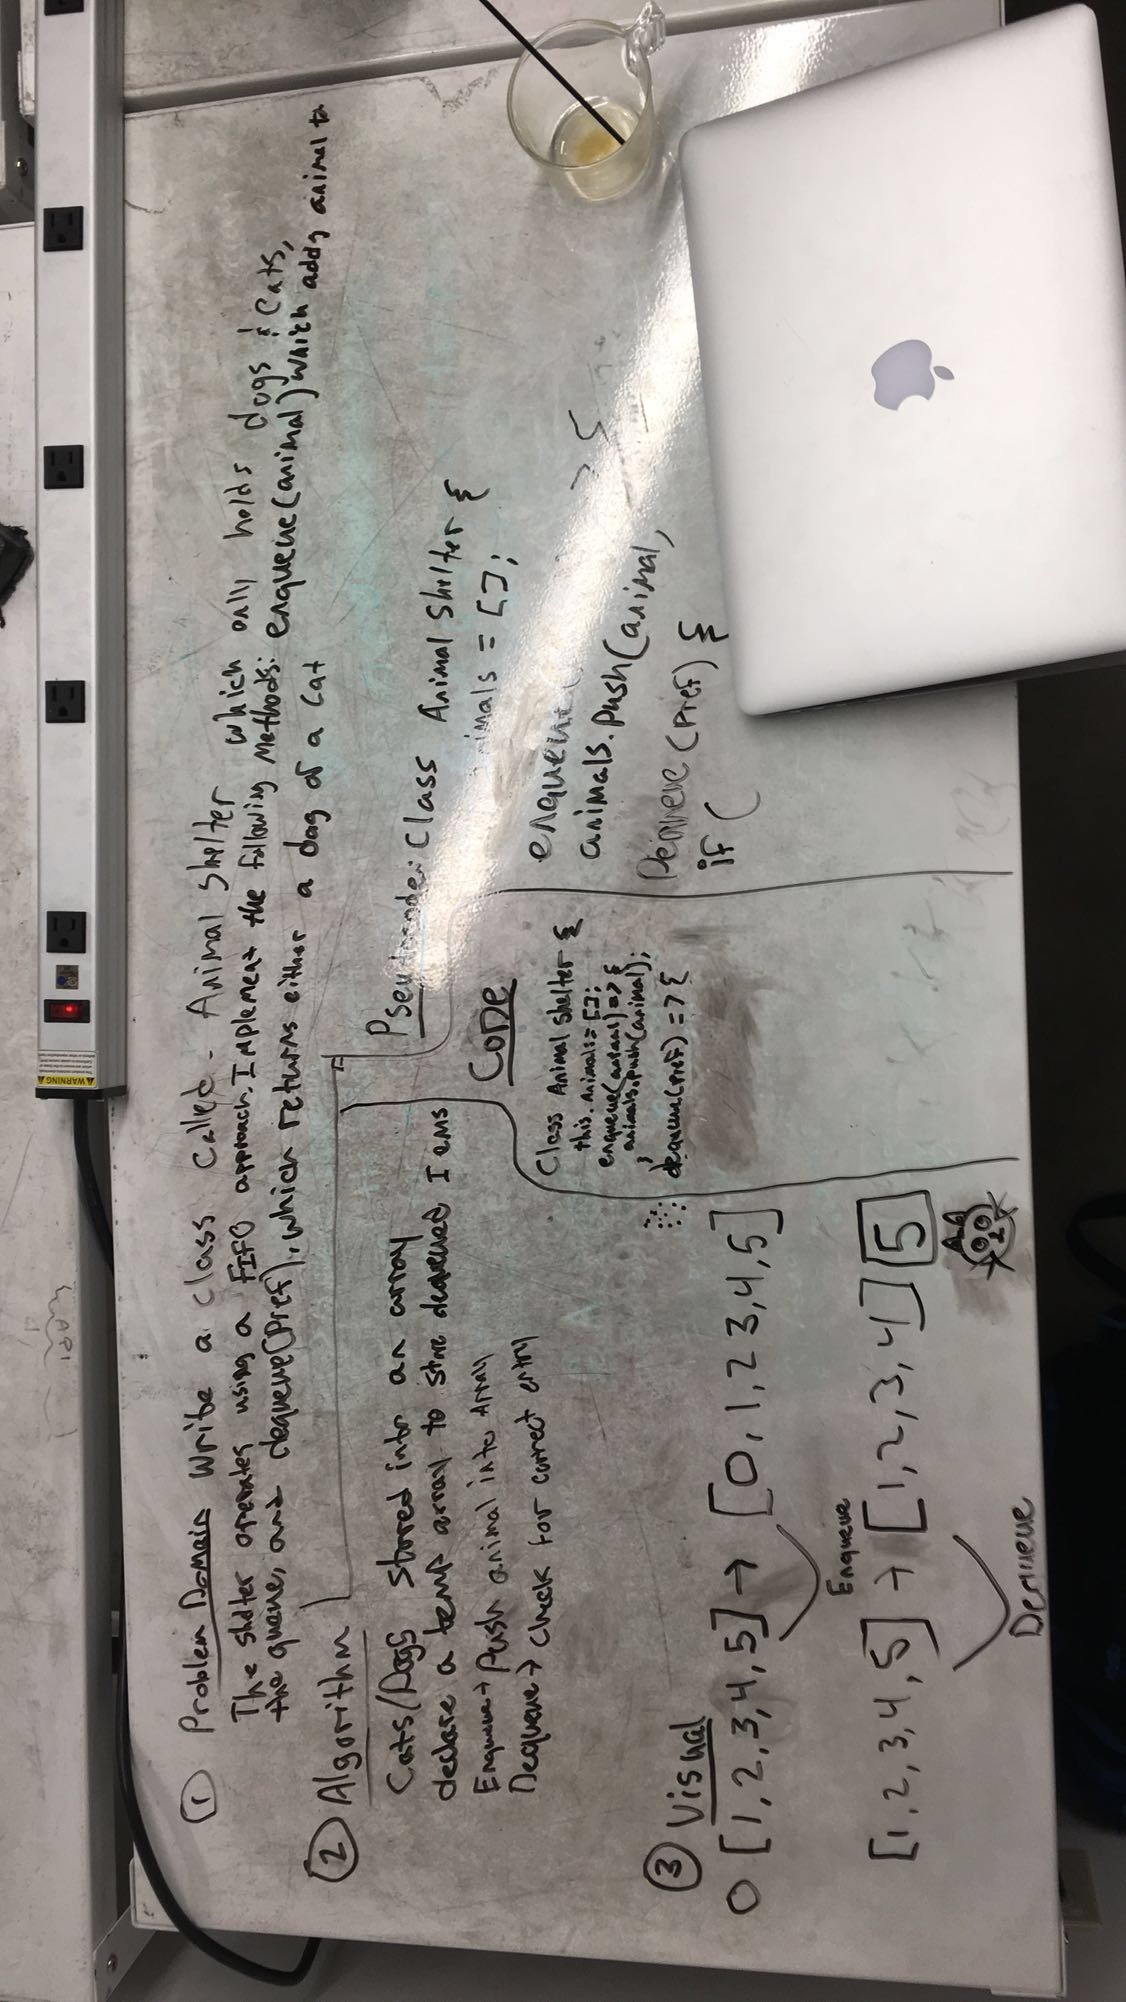 ① Problem Domain Write a class called - Animal Shelter which only holds dogs & cats,
The shelter operates using a FIFO approach. Implement the following Methods: enqueue(animal) which adds animal to
the queue, and dequeue(Pref), which returns either a dog or a cat
② Algorithm
Cats/Dogs stored into an array
declare a temp array to store dequeued Items
Enqueue → Push animal into Array
Dequeue → check for correct entry
③ Visual
0 [1, 2, 3, 4, 5] → [0, 1, 2 3, 4, 5]
Enqueue
[1, 2, 3, 4, 5] → [1, 2, 3, 4] [5]
Dequeue
Code
Class Animal Shelter {
this.animals = [];
enqueue(animal) => {
animals.push(animal);
}
dequeue(Pref) => {
Pseudocode: Class Animal Shelter {
animals = [];
enqueue
animals.push(animal,
Dequeue (pref) {
if (
WARNING